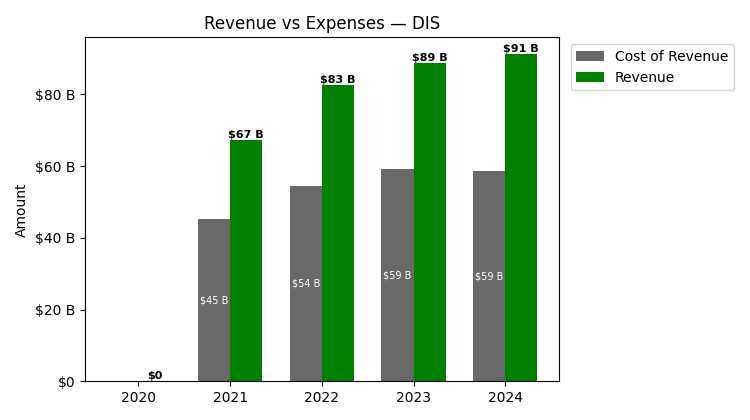 Revenue vs Expenses — DIS
Cost of Revenue
Revenue
Amount
$80 B
$60 B
$40 B
$20 B
$0
$0
$45 B
$67 B
$54 B
$83 B
$59 B
$89 B
$59 B
$91 B
2020
2021
2022
2023
2024